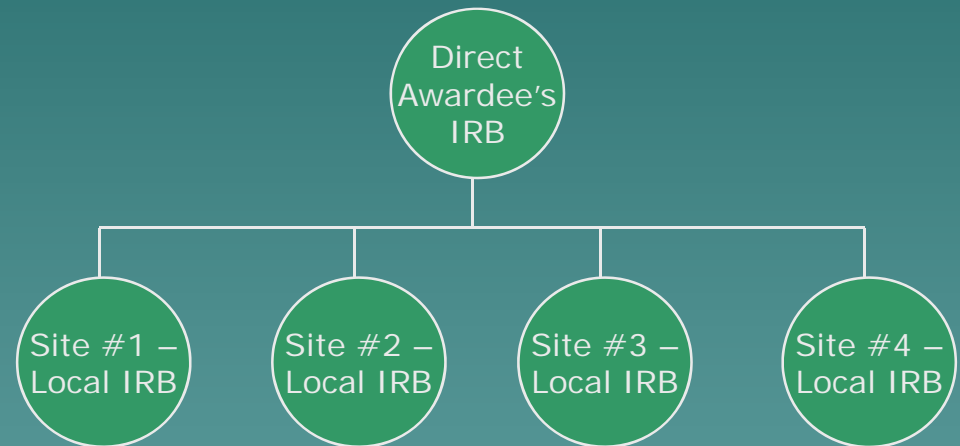 Direct
Awardee's
IRB
Site #1 –
Local IRB
Site #2 –
Local IRB
Site #3 –
Local IRB
Site #4 –
Local IRB